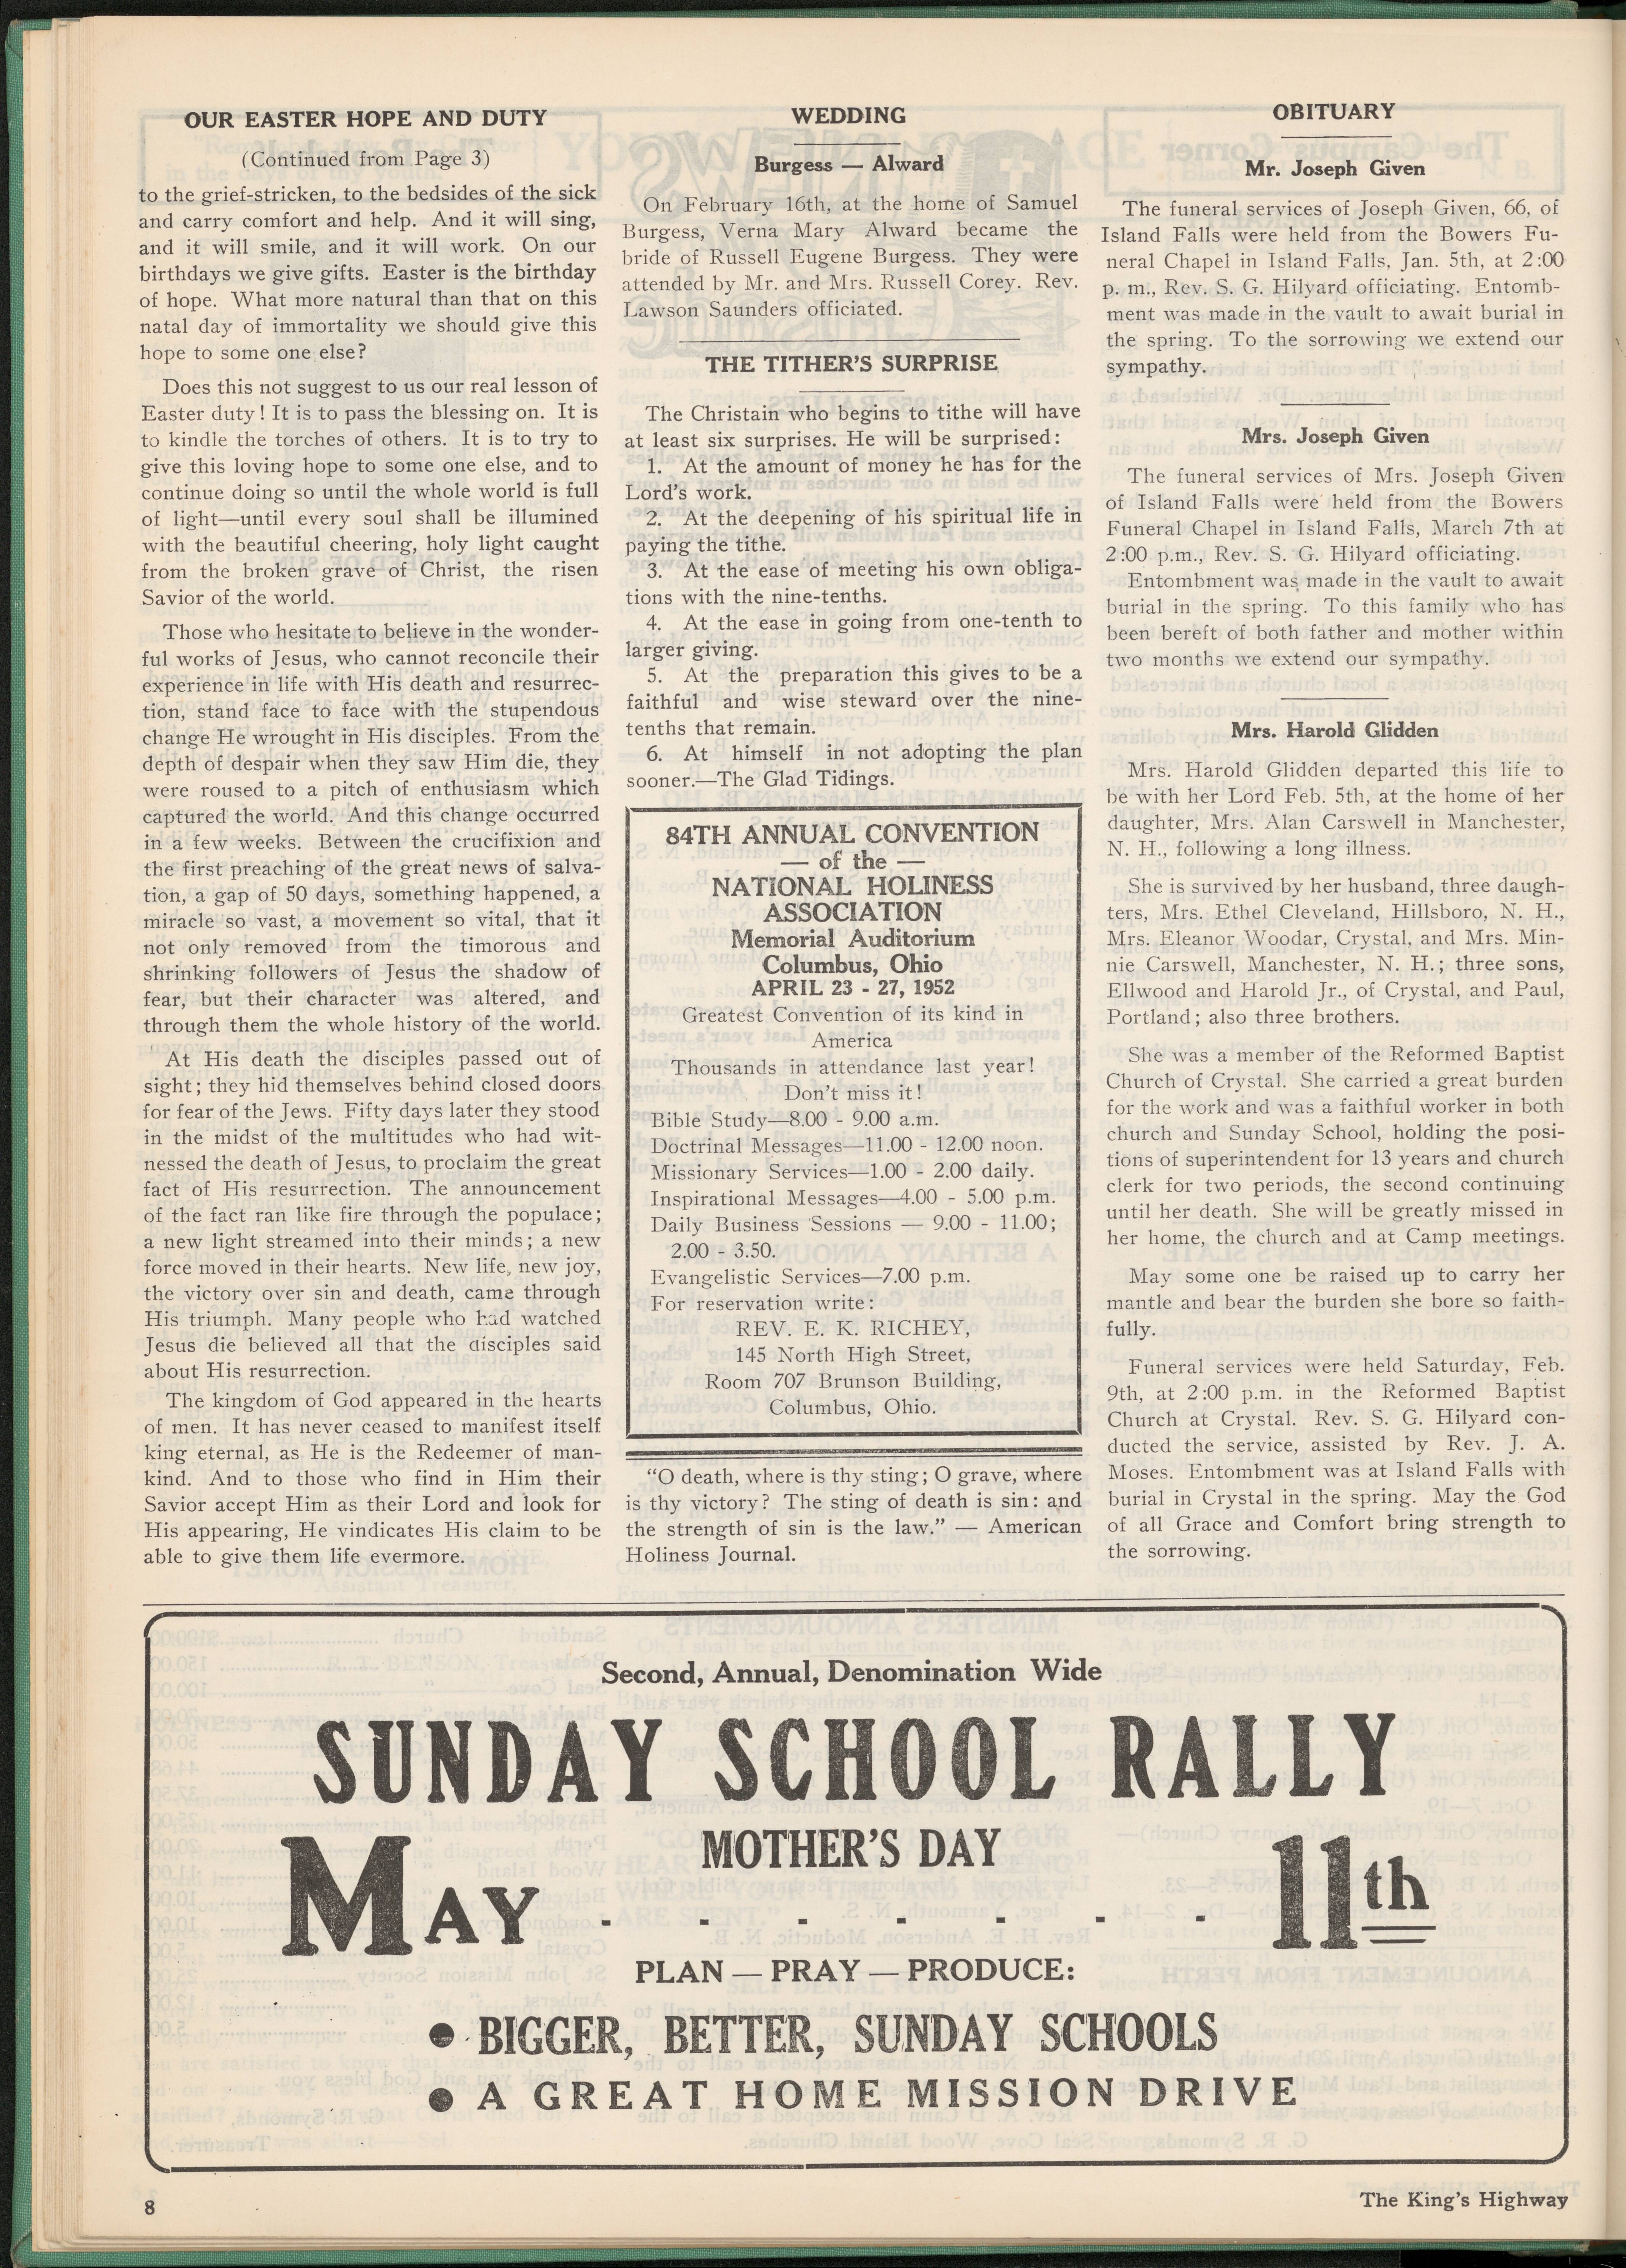 OUR EASTER HOPE AND DUTY
(Continued from Page 3)
to the grief-stricken, to the bedsides of the sick
and carry comfort and help. And it will sing,
and it will smile, and it will work. On our
birthdays we give gifts. Easter is the birthday
of hope. What more natural than that on this
natal day of immortality we should give this
hope to some one else?
Does this not suggest to us our real lesson of
Easter duty! It is to pass the blessing on. It is
to kindle the torches of others. It is to try to
give this loving hope to some one else, and to
continue doing so until the whole world is full
of light—until every soul shall be illumined
with the beautiful cheering, holy light caught
from the broken grave of Christ, the risen
Savior of the world.
Those who hesitate to believe in the wonder-
ful works of Jesus, who cannot reconcile their
experience in life with His death and resurrec-
tion, stand face to face with the stupendous
change He wrought in His disciples. From the
depth of despair when they saw Him die, they
were roused to a pitch of enthusiasm which
captured the world. And this change occurred
in a few weeks. Between the crucifixion and
the first preaching of the great news of salva-
tion, a gap of 50 days, something happened, a
miracle so vast, a movement so vital, that it
not only removed from the timorous and
shrinking followers of Jesus the shadow of
fear, but their character was altered, and
through them the whole history of the world.
At His death the disciples passed out of
sight; they hid themselves behind closed doors
for fear of the Jews. Fifty days later they stood
in the midst of the multitudes who had wit-
nessed the death of Jesus, to proclaim the great
fact of His resurrection. The announcement
of the fact ran like fire through the populace;
a new light streamed into their minds; a new
force moved in their hearts. New life, new joy,
the victory over sin and death, came through
His triumph. Many people who had watched
Jesus die believed all that the disciples said
about His resurrection.
The kingdom of God appeared in the hearts
of men. It has never ceased to manifest itself
king eternal, as He is the Redeemer of man-
kind. And to those who find in Him their
Savior accept Him as their Lord and look for
His appearing, He vindicates His claim to be
able to give them life evermore.
WEDDING
Burgess — Alward
On February 16th, at the home of Samuel
Burgess, Verna Mary Alward became the
bride of Russell Eugene Burgess. They were
attended by Mr. and Mrs. Russell Corey. Rev.
Lawson Saunders officiated.
THE TITHER'S SURPRISE
The Christain who begins to tithe will have
at least six surprises. He will be surprised:
1. At the amount of money he has for the
Lord's work.
2. At the deepening of his spiritual life in
paying the tithe.
3. At the ease of meeting his own obliga-
tions with the nine-tenths.
4. At the ease in going from one-tenth to
larger giving.
5. At the preparation this gives to be a
faithful and wise steward over the nine-
tenths that remain.
6. At himself in not adopting the plan
sooner.—The Glad Tidings.
84TH ANNUAL CONVENTION
— of the —
NATIONAL HOLINESS
ASSOCIATION
Memorial Auditorium
Columbus, Ohio
APRIL 23 - 27, 1952
Greatest Convention of its kind in
America
Thousands in attendance last year!
Don't miss it!
Bible Study—8.00 - 9.00 a.m.
Doctrinal Messages—11.00 - 12.00 noon.
Missionary Services—1.00 - 2.00 daily.
Inspirational Messages—4.00 - 5.00 p.m.
Daily Business Sessions — 9.00 - 11.00;
2.00 - 3.50.
Evangelistic Services—7.00 p.m.
For reservation write:
REV. E. K. RICHEY,
145 North High Street,
Room 707 Brunson Building,
Columbus, Ohio.
"O death, where is thy sting; O grave, where
is thy victory? The sting of death is sin: and
the strength of sin is the law." — American
Holiness Journal.
OBITUARY
Mr. Joseph Given
The funeral services of Joseph Given, 66, of
Island Falls were held from the Bowers Fu-
neral Chapel in Island Falls, Jan. 5th, at 2:00
p. m., Rev. S. G. Hilyard officiating. Entomb-
ment was made in the vault to await burial in
the spring. To the sorrowing we extend our
sympathy.
Mrs. Joseph Given
The funeral services of Mrs. Joseph Given
of Island Falls were held from the Bowers
Funeral Chapel in Island Falls, March 7th at
2:00 p.m., Rev. S. G. Hilyard officiating.
Entombment was made in the vault to await
burial in the spring. To this family who has
been bereft of both father and mother within
two months we extend our sympathy.
Mrs. Harold Glidden
Mrs. Harold Glidden departed this life to
be with her Lord Feb. 5th, at the home of her
daughter, Mrs. Alan Carswell in Manchester,
N. H., following a long illness.
She is survived by her husband, three daugh-
ters, Mrs. Ethel Cleveland, Hillsboro, N. H.,
Mrs. Eleanor Woodar, Crystal, and Mrs. Min-
nie Carswell, Manchester, N. H.; three sons,
Ellwood and Harold Jr., of Crystal, and Paul,
Portland; also three brothers.
She was a member of the Reformed Baptist
Church of Crystal. She carried a great burden
for the work and was a faithful worker in both
church and Sunday School, holding the posi-
tions of superintendent for 13 years and church
clerk for two periods, the second continuing
until her death. She will be greatly missed in
her home, the church and at Camp meetings.
May some one be raised up to carry her
mantle and bear the burden she bore so faith-
fully.
Funeral services were held Saturday, Feb.
9th, at 2:00 p.m. in the Reformed Baptist
Church at Crystal. Rev. S. G. Hilyard con-
ducted the service, assisted by Rev. J. A.
Moses. Entombment was at Island Falls with
burial in Crystal in the spring. May the God
of all Grace and Comfort bring strength to
the sorrowing.
Second, Annual, Denomination Wide
SUNDAY SCHOOL RALLY
MOTHER'S DAY
MAY - - - - - - - 11th
PLAN — PRAY — PRODUCE:
● BIGGER, BETTER, SUNDAY SCHOOLS
● A GREAT HOME MISSION DRIVE
8
The King's Highway